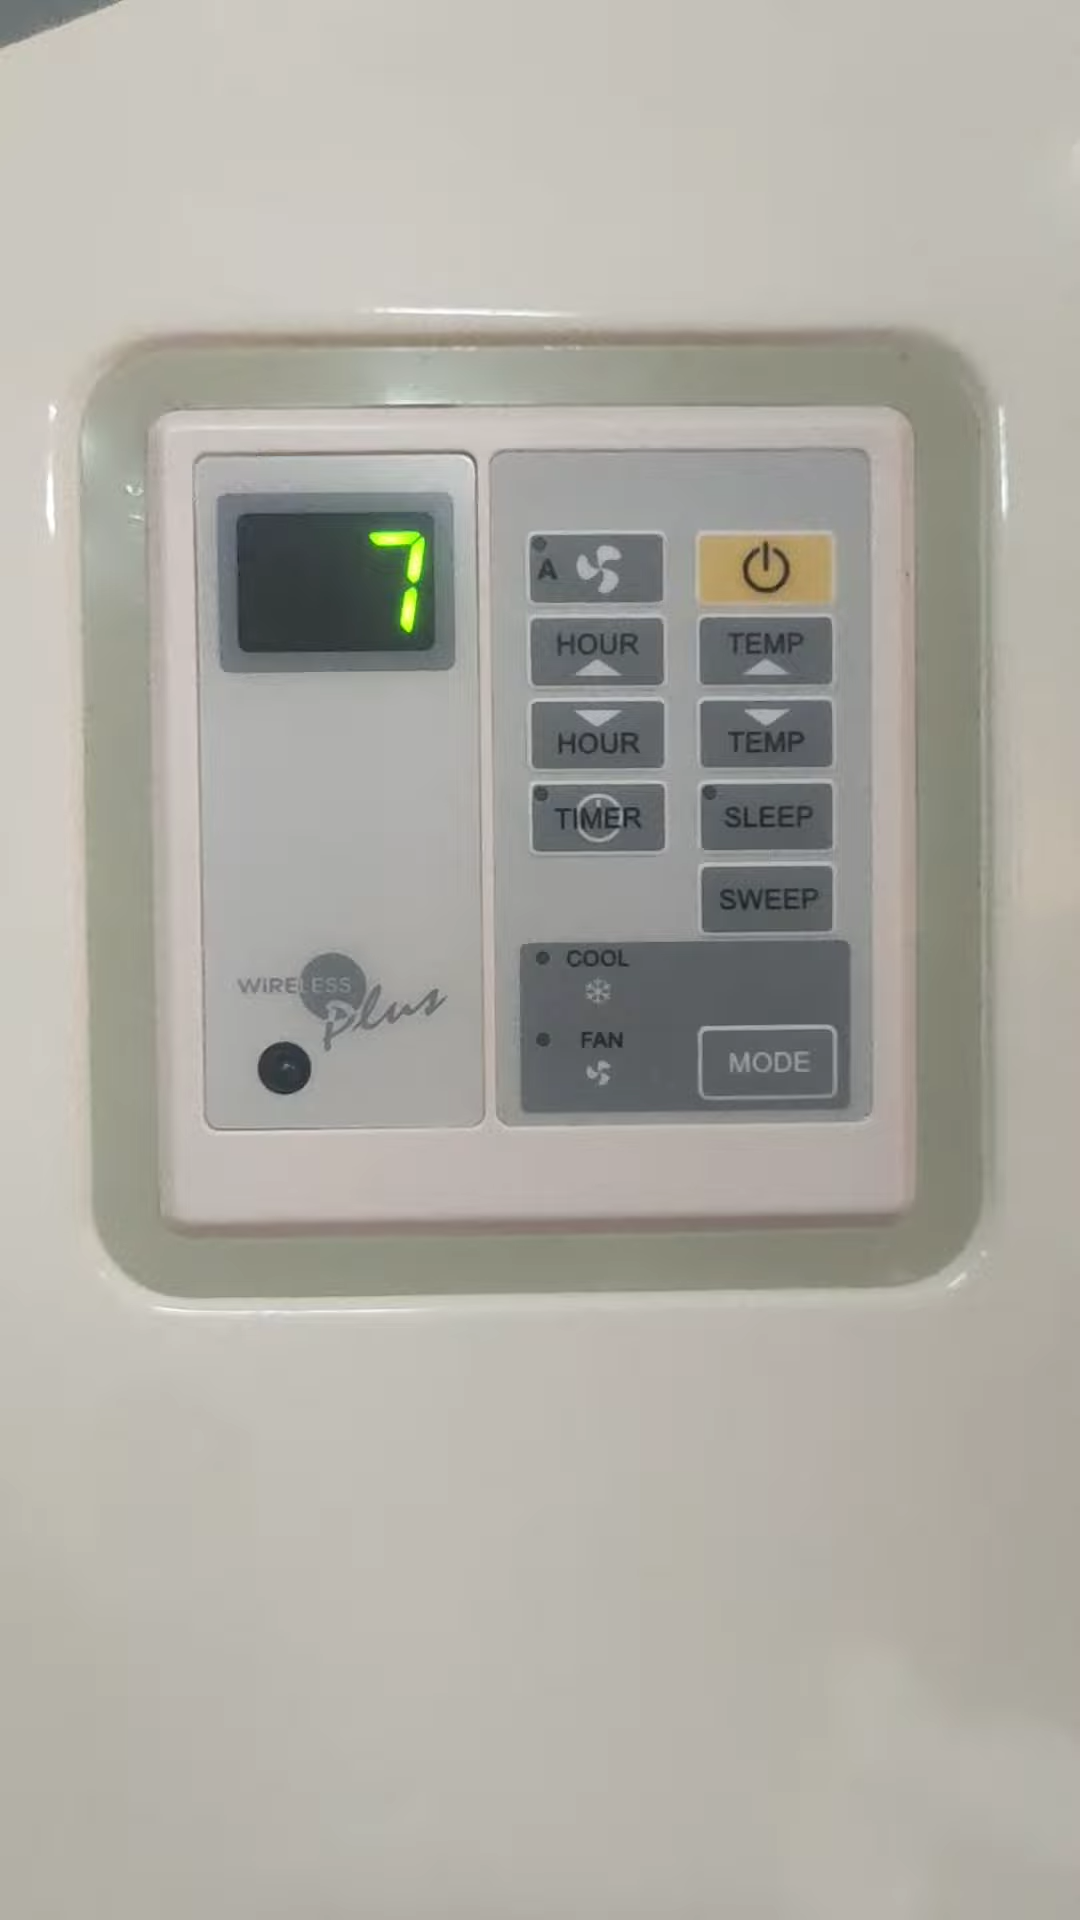 7
A
HOUR
TEMP
HOUR
TEMP
TIMER
SLEEP
SWEEP
COOL
FAN
MODE
WIRELESS
Plus